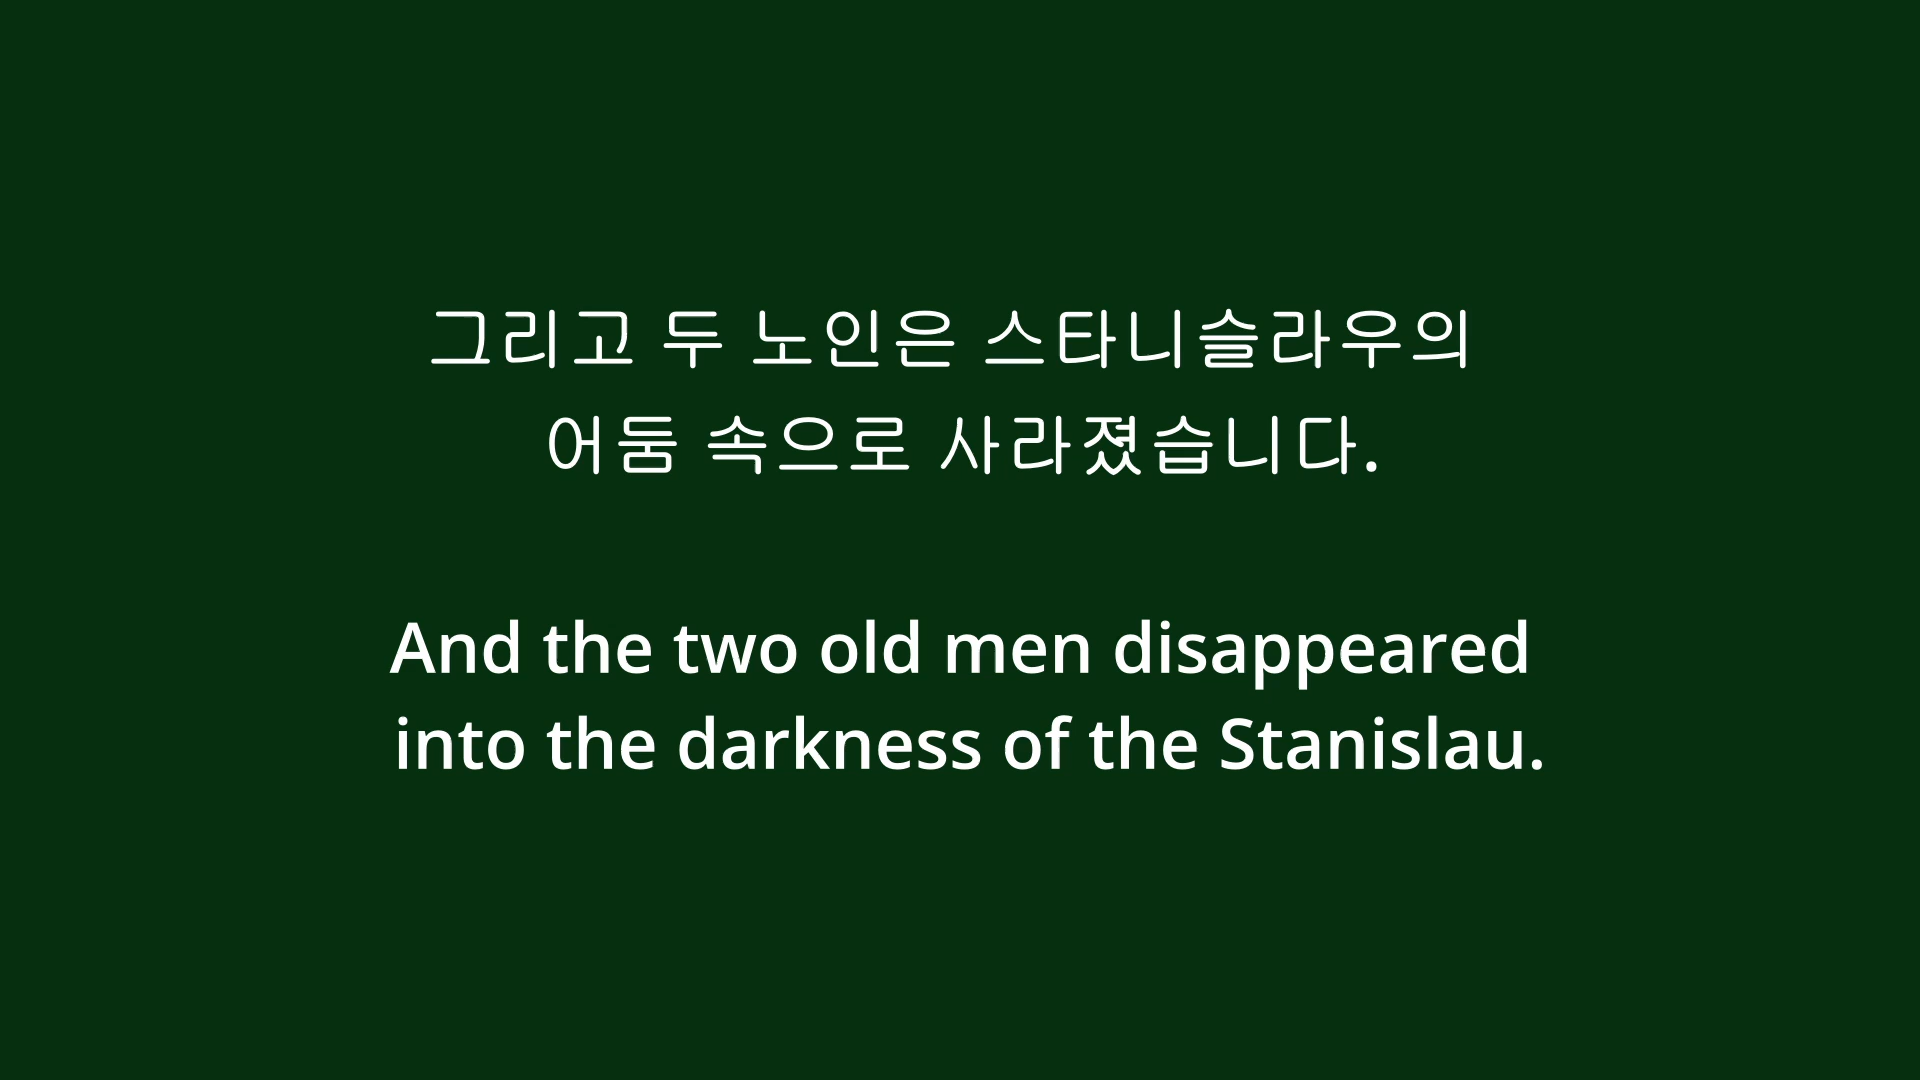 그리고 두 노인은 스타니슬라우의
어둠 속으로 사라졌습니다.
And the two old men disappeared
into the darkness of the Stanislau.